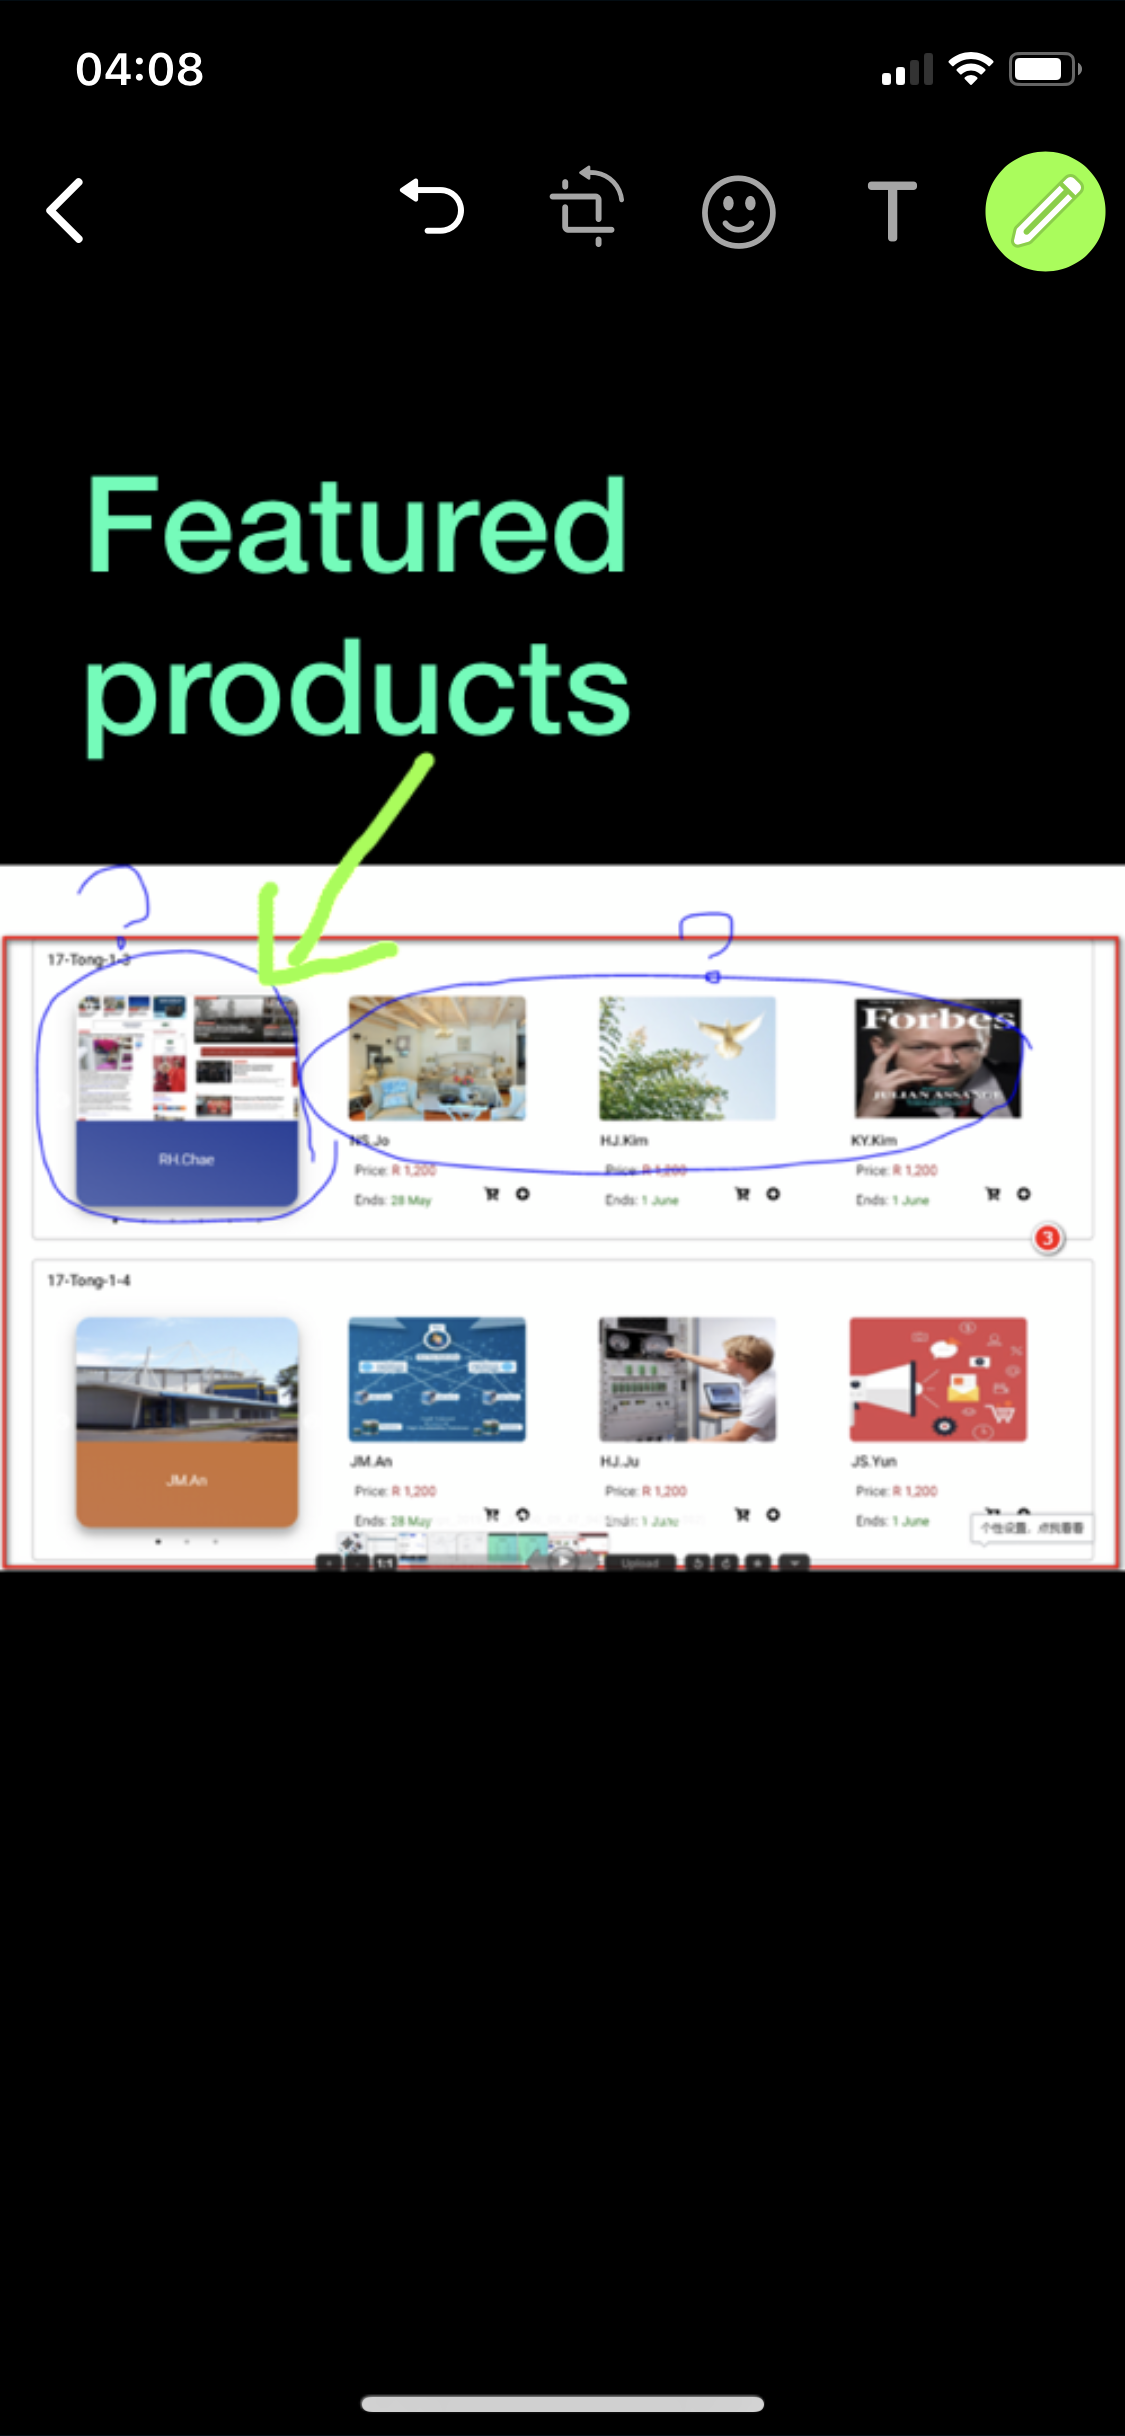 04:08
T
Featured
products
?
?
17-Tong-1-3
Forbes
JULIAN ASSANGE
RH.Chae
NS.Jo
HJ.Kim
KY.Kim
Price: R 1,200
Price: R 1,200
Price: R 1,200
Ends: 28 May
Ends: 1 June
Ends: 1 June
3
17-Tong-1-4
JM.An
JM.An
HJ.Ju
JS.Yun
Price: R 1,200
Price: R 1,200
Price: R 1,200
Ends: 28 May
Ends: 1 June
Ends: 1 June
个性设置，点我看看
1:1
Upload